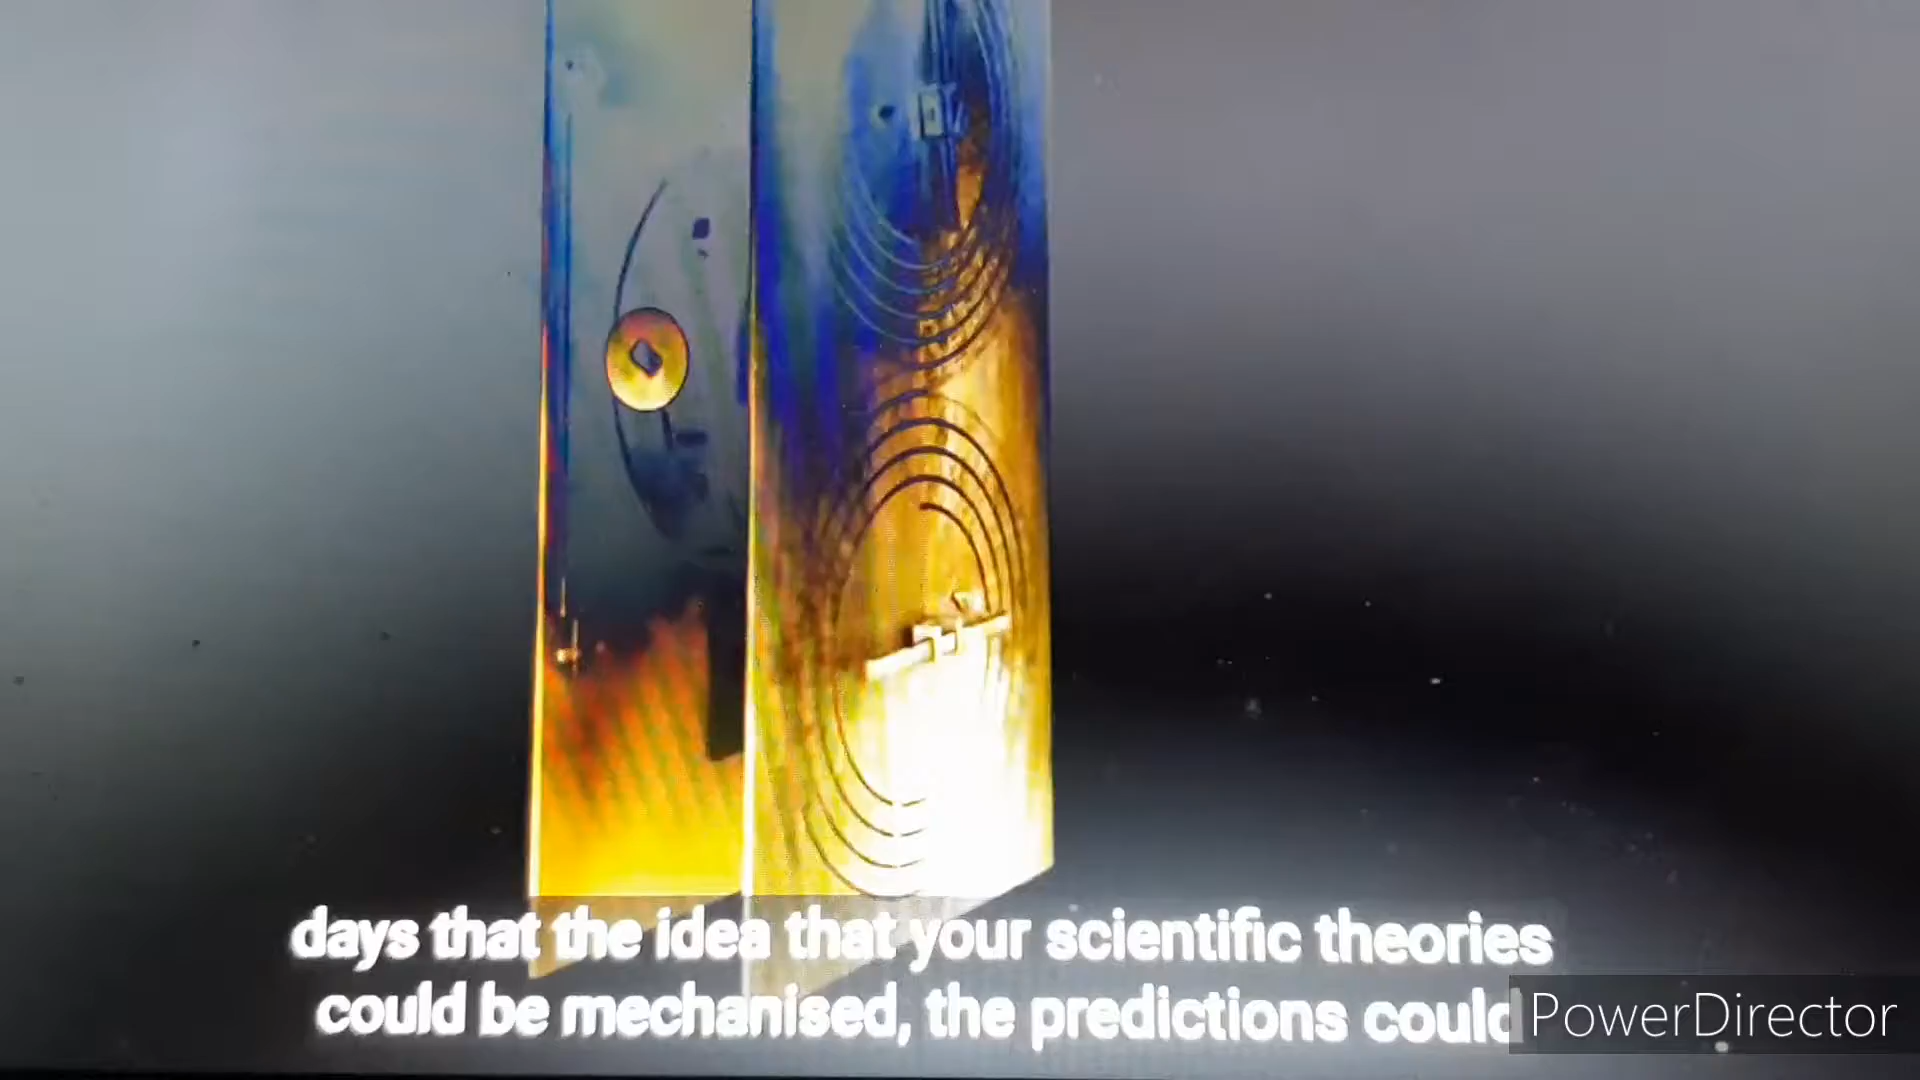 days that the idea that your scientific theories
could be mechanised, the predictions could
PowerDirector